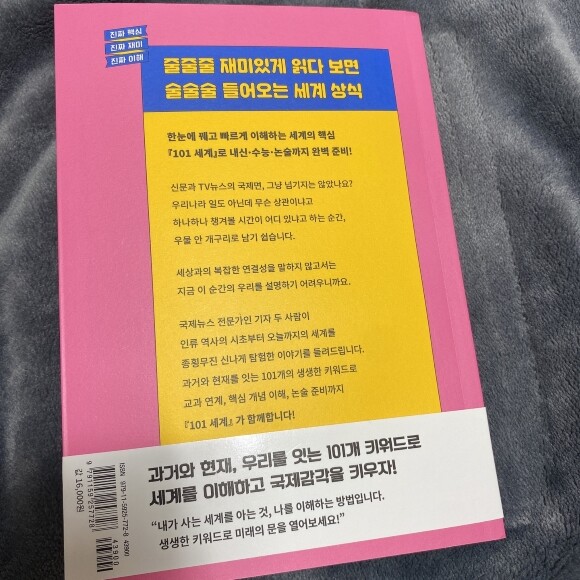 진짜 핵심
진짜 재미
진짜 이해
줄줄줄 재미있게 읽다 보면
술술술 들어오는 세계 상식
한눈에 꿰고 빠르게 이해하는 세계의 핵심
『101 세계』로 내신·수능·논술까지 완벽 준비!
신문과 TV뉴스의 국제면, 그냥 넘기지는 않았나요?
우리나라 일도 아닌데 무슨 상관이냐고
하나하나 챙겨볼 시간이 어디 있냐고 하는 순간,
우물 안 개구리로 남기 쉽습니다.
세상과의 복잡한 연결성을 말하지 않고서는
지금 이 순간의 우리를 설명하기 어려우니까요.
국제뉴스 전문가인 기자 두 사람이
인류 역사의 시초부터 오늘까지의 세계를
종횡무진 신나게 탐험한 이야기를 들려드립니다.
과거와 현재를 잇는 101개의 생생한 키워드로
교과 연계, 핵심 개념 이해, 논술 준비까지
『101 세계』가 함께합니다!
과거와 현재, 우리를 잇는 101개 키워드로
세계를 이해하고 국제감각을 키우자!
“내가 사는 세계를 아는 것, 나를 이해하는 방법입니다.
생생한 키워드로 미래의 문을 열어보세요!”
ISBN 979-11-5925-772-8 43900
9 791159 257728
43900
값 16,000원